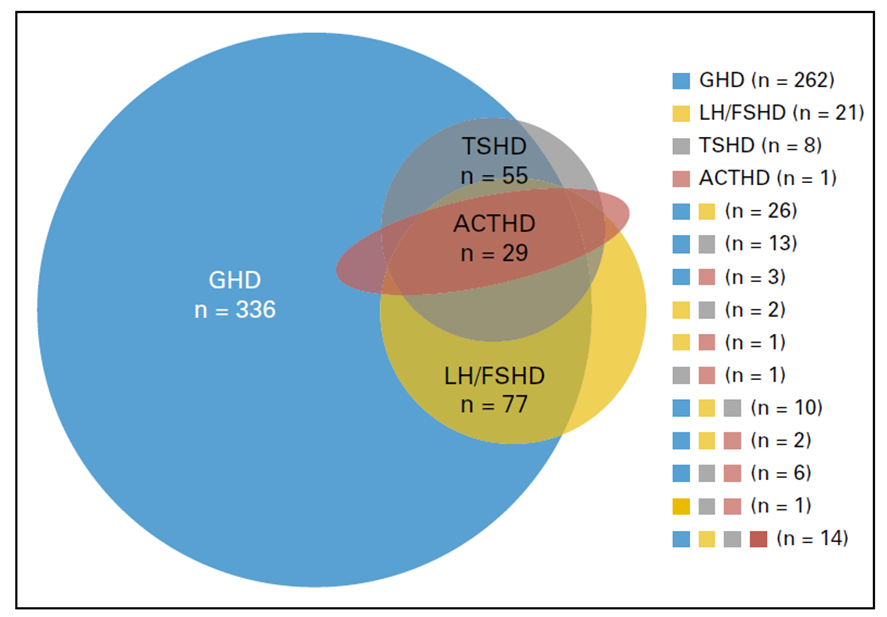 GHD (n = 262)
LH/FSHD (n = 21)
TSHD (n = 8)
ACTHD (n = 1)
(n = 26)
(n = 13)
(n = 3)
(n = 2)
(n = 1)
(n = 1)
(n = 10)
(n = 2)
(n = 6)
(n = 1)
(n = 14)
TSHD
n = 55
ACTHD
n = 29
GHD
n = 336
LH/FSHD
n = 77